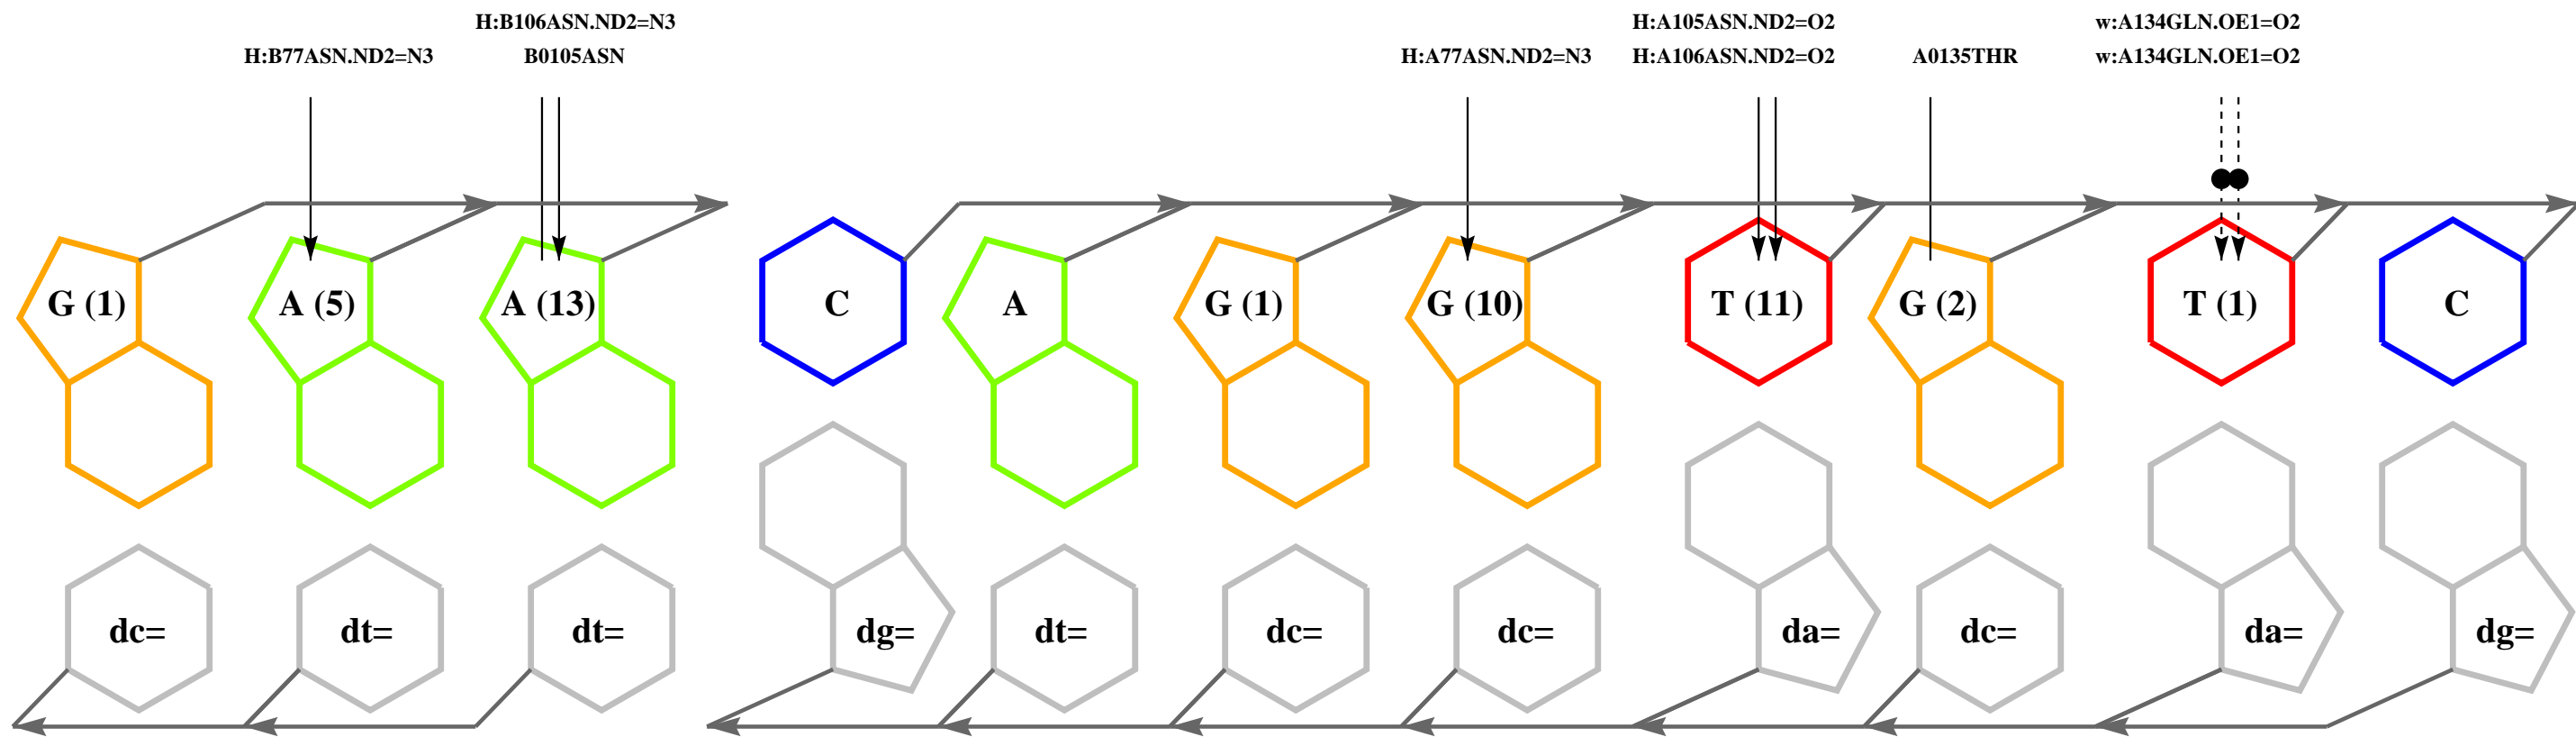 H:B106ASN.ND2=N3 H:A105ASN.ND2=O2 w:A134GLN.OE1=O2
H:B77ASN.ND2=N3 B0105ASN H:A77ASN.ND2=N3 H:A106ASN.ND2=O2 A0135THR w:A134GLN.OE1=O2
G (1) A (5) A (13) C A G (1) G (10) T (11) G (2) T (1) C
dc= dt= dt= dg= dt= dc= dc= da= dc= da= dg=